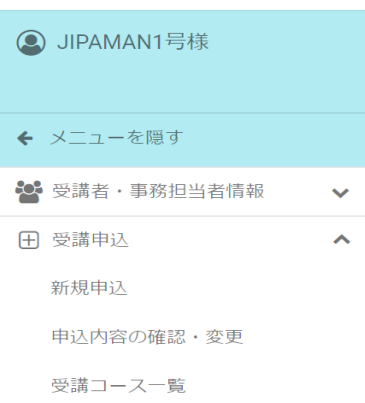 JIPAMAN1号様
メニューを隠す
受講者・事務担当者情報
受講申込
新規申込
申込内容の確認・変更
受講コース一覧